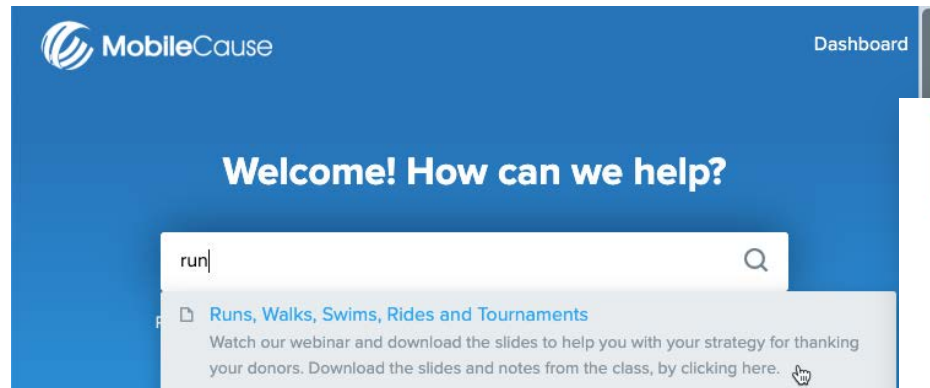 MobileCause
Dashboard
Welcome! How can we help?
run
Runs, Walks, Swims, Rides and Tournaments
Watch our webinar and download the slides to help you with your strategy for thanking
your donors. Download the slides and notes from the class, by clicking here.